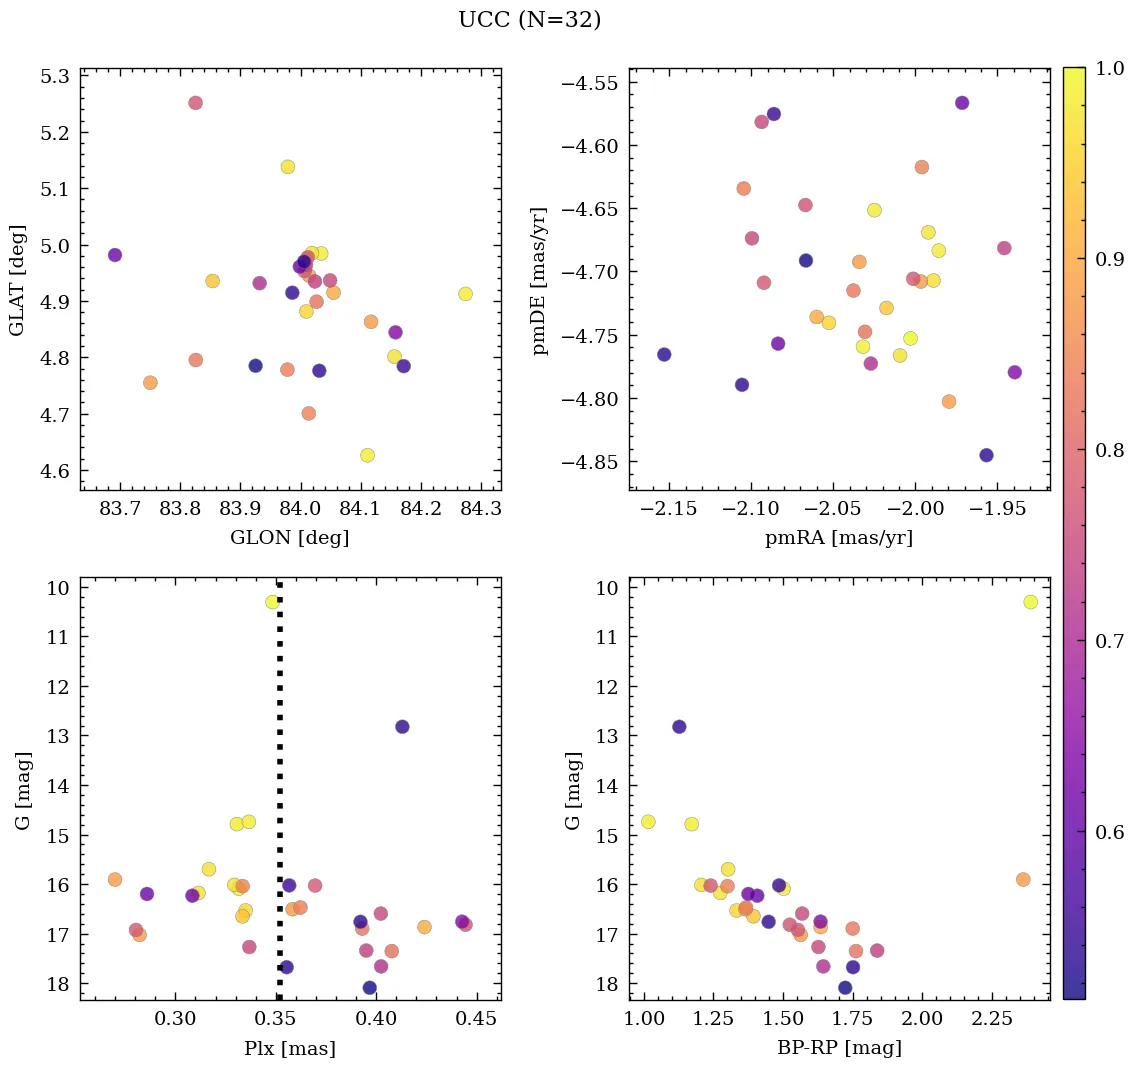 UCC (N=32)
5.3
5.2
5.1
5.0
4.9
4.8
4.7
4.6
GLAT [deg]
83.7 83.8 83.9 84.0 84.1 84.2 84.3
GLON [deg]
−4.55
−4.60
−4.65
−4.70
−4.75
−4.80
−4.85
pmDE [mas/yr]
−2.15 −2.10 −2.05 −2.00 −1.95
pmRA [mas/yr]
1.0
0.9
0.8
0.7
0.6
10
11
12
13
14
15
16
17
18
G [mag]
0.30 0.35 0.40 0.45
Plx [mas]
10
11
12
13
14
15
16
17
18
G [mag]
1.00 1.25 1.50 1.75 2.00 2.25
BP-RP [mag]